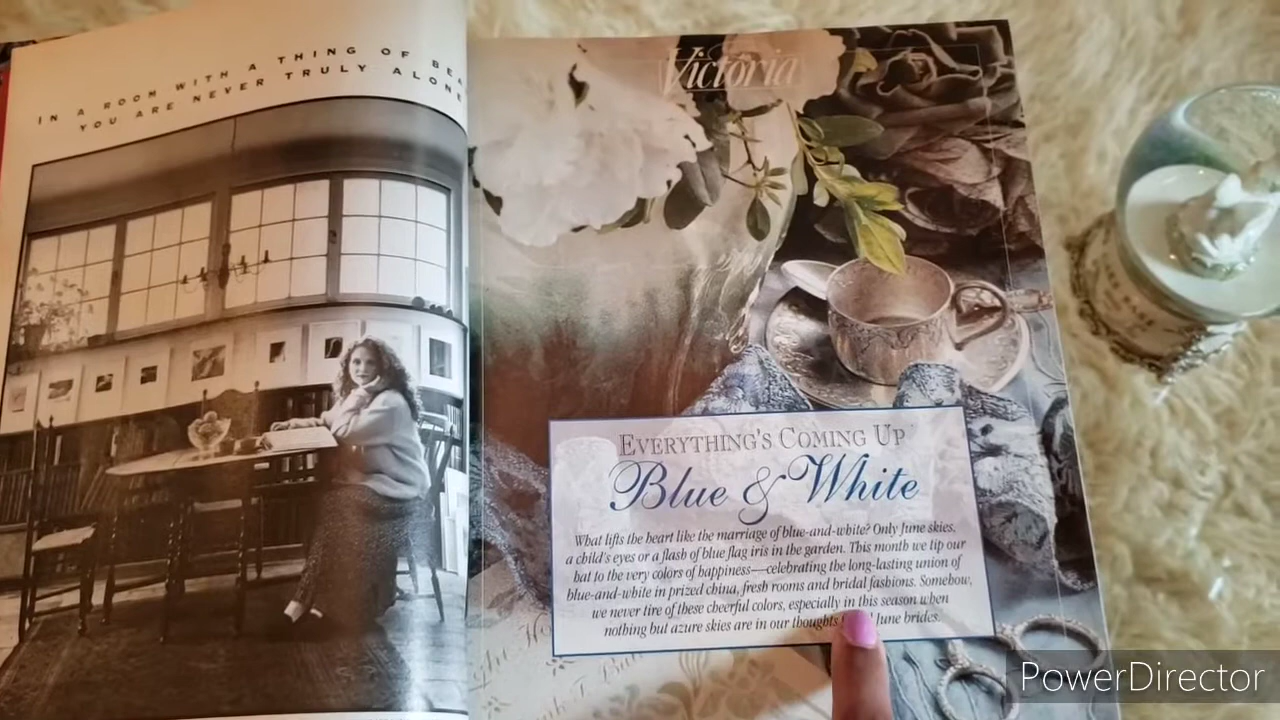 IN A ROOM WITH A THING OF
YOU ARE NEVER TRULY ALONE
Victoria
EVERYTHING'S COMING UP
Blue & White
What lifts the heart like the marriage of blue-and-white? Only June skies,
a child's eyes or a flash of blue flag iris in the garden. This month we tip our
hat to the very colors of happiness—celebrating the long-lasting union of
blue-and-white in prized china, fresh rooms and bridal fashions. Somehow,
we never tire of these cheerful colors, especially in this season when
nothing but azure skies are in our thoughts June brides.
PowerDirector